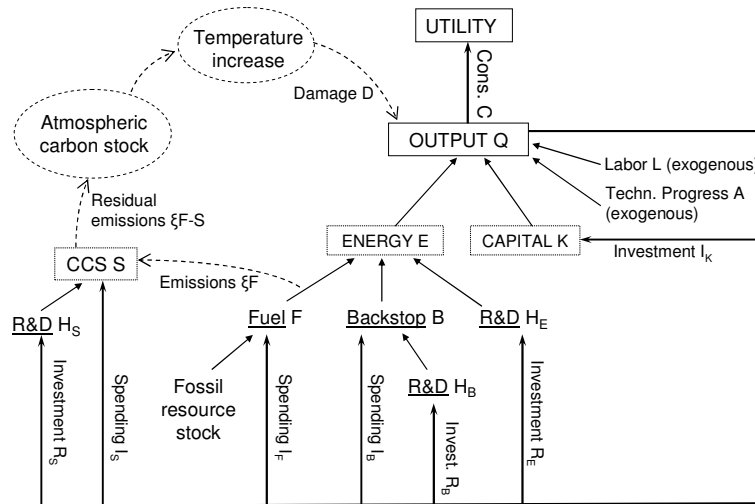 Temperature
increase
UTILITY
Cons. C
Damage D
Atmospheric
carbon stock
OUTPUT Q
Labor L (exogenous)
Techn. Progress A
(exogenous)
Residual
emissions ξF-S
ENERGY E
CAPITAL K
Investment I_K
CCS S
Emissions ξF
R&D H_S
Fuel F
Backstop B
R&D H_E
Fossil
resource
stock
R&D H_B
Investment R_S
Spending I_S
Spending I_F
Spending I_B
Invest. R_B
Investment R_E